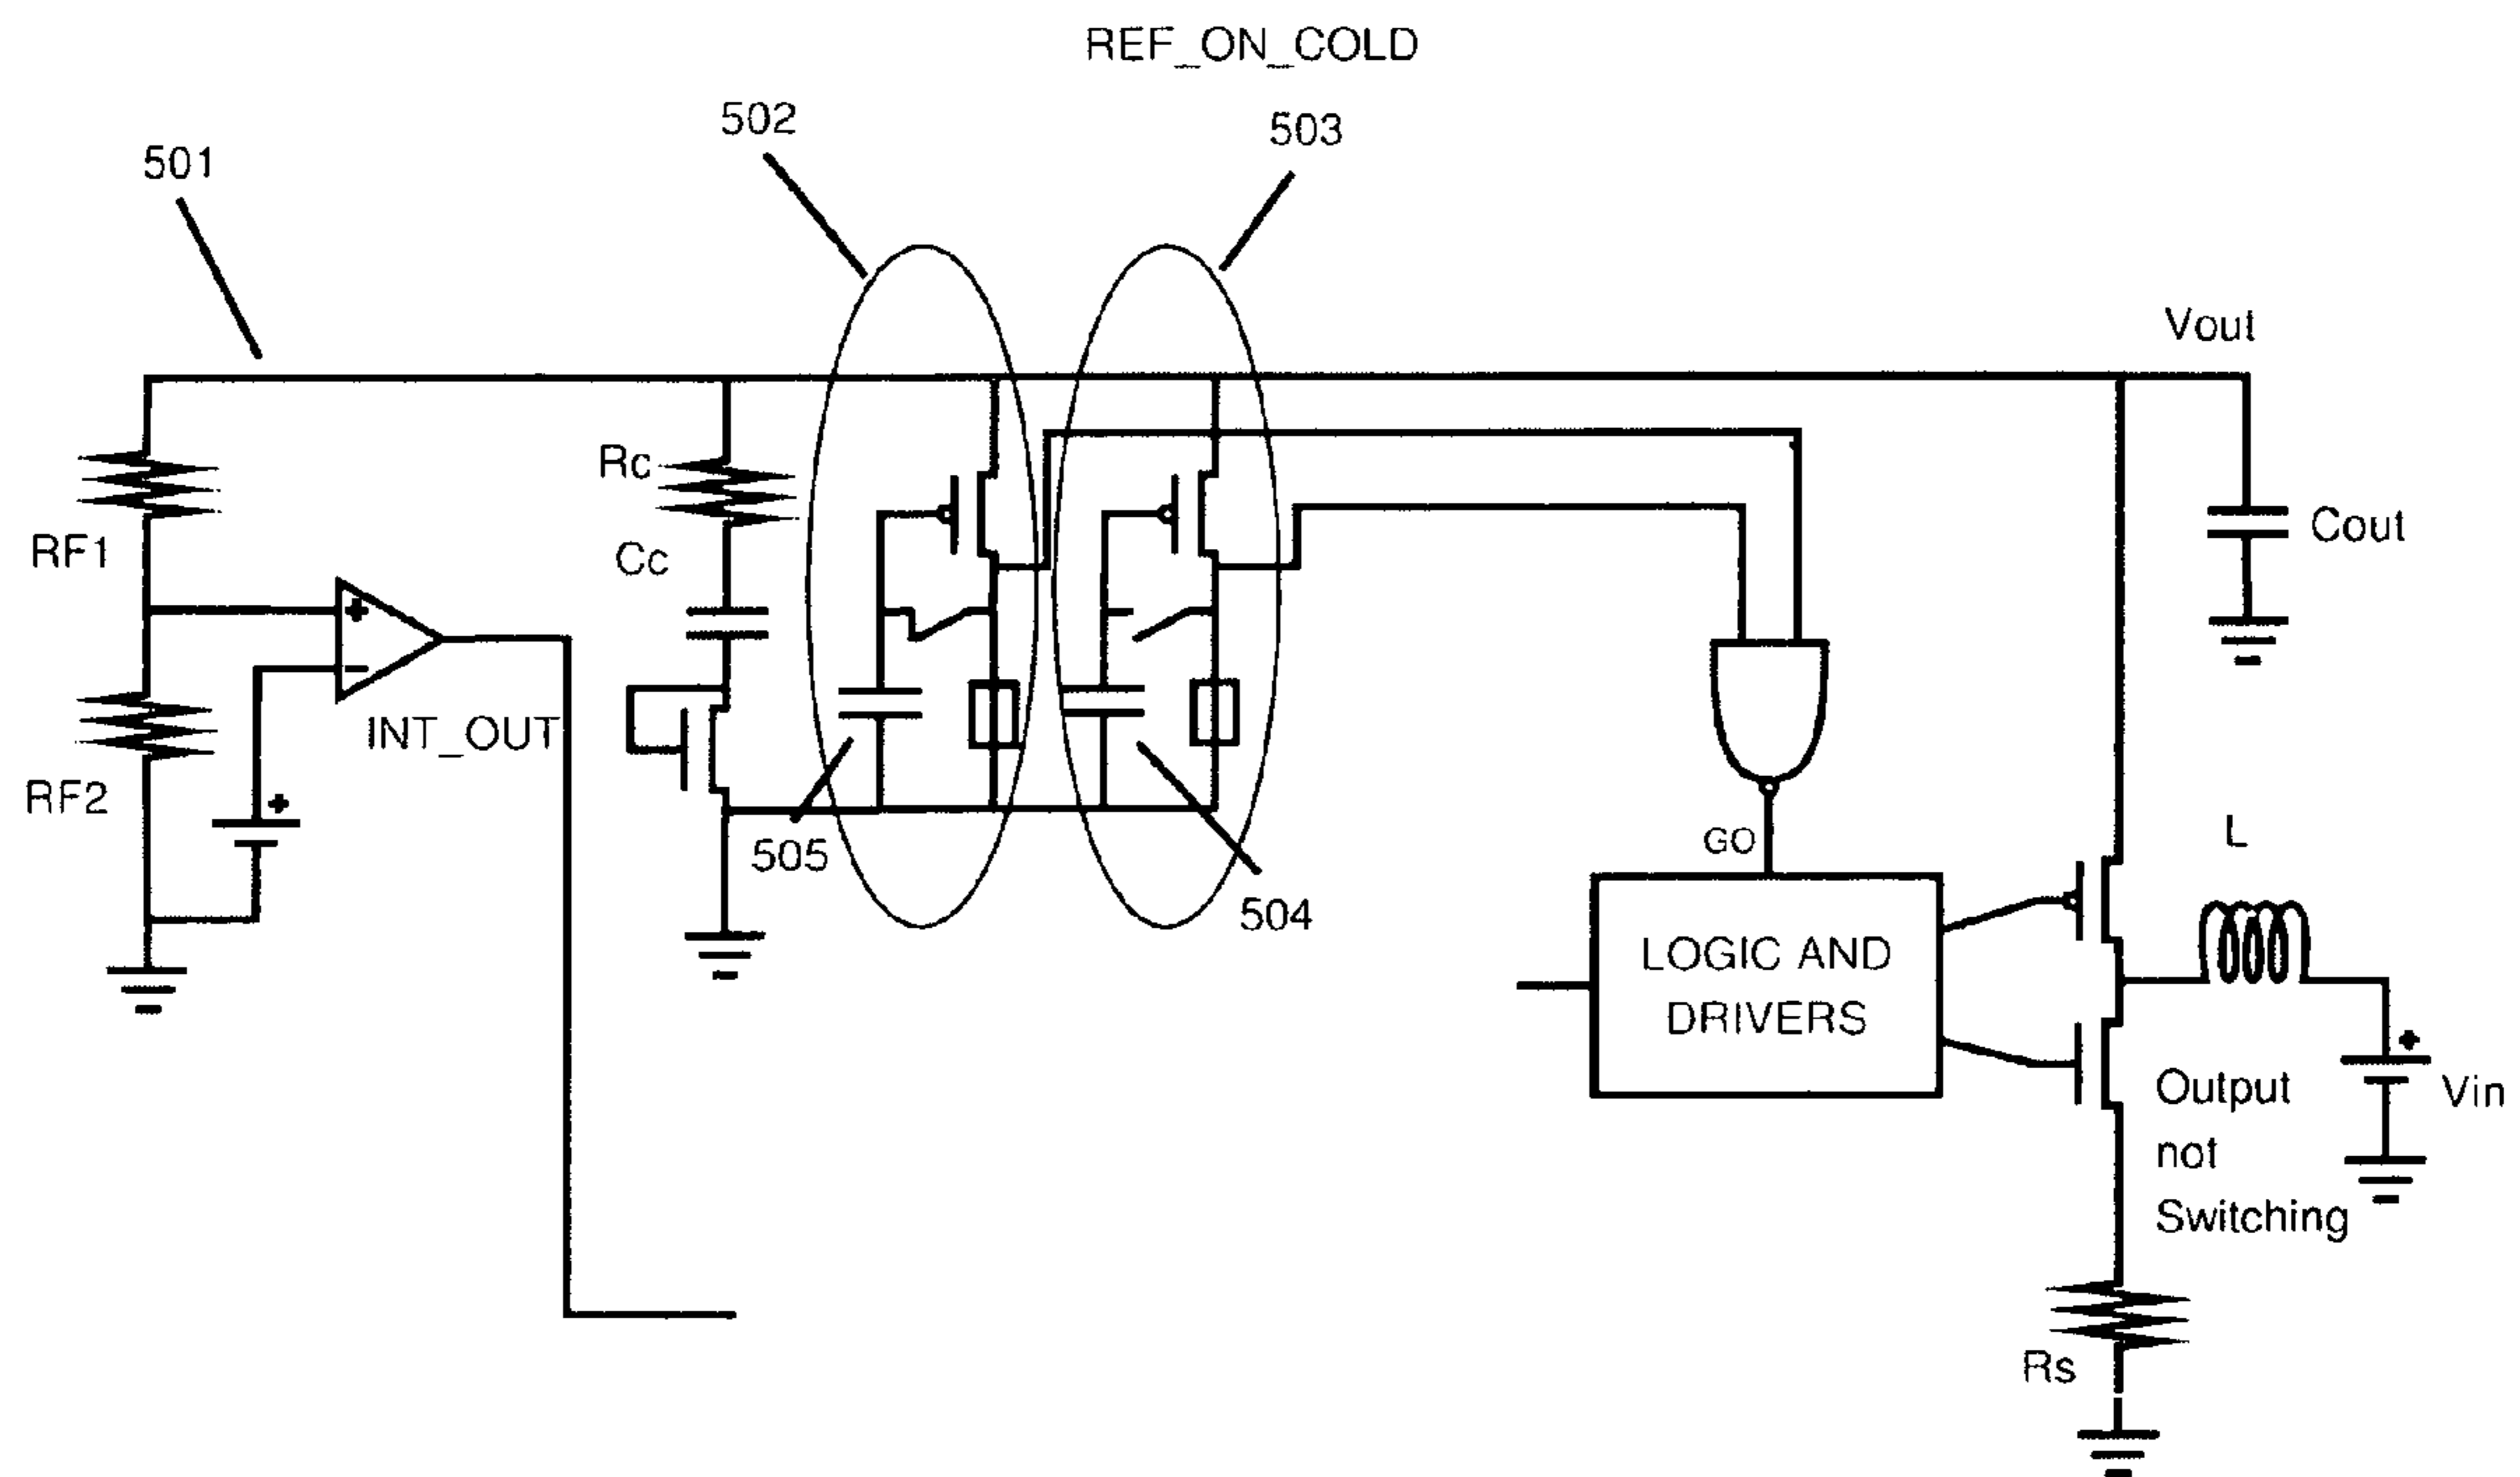 REF_ON_COLD
502
503
501
Vout
Rc
RF1
Cc
Cout
INT_OUT
RF2
505
GO
L
504
LOGIC AND
DRIVERS
Output
not
Switching
Vin
Rs